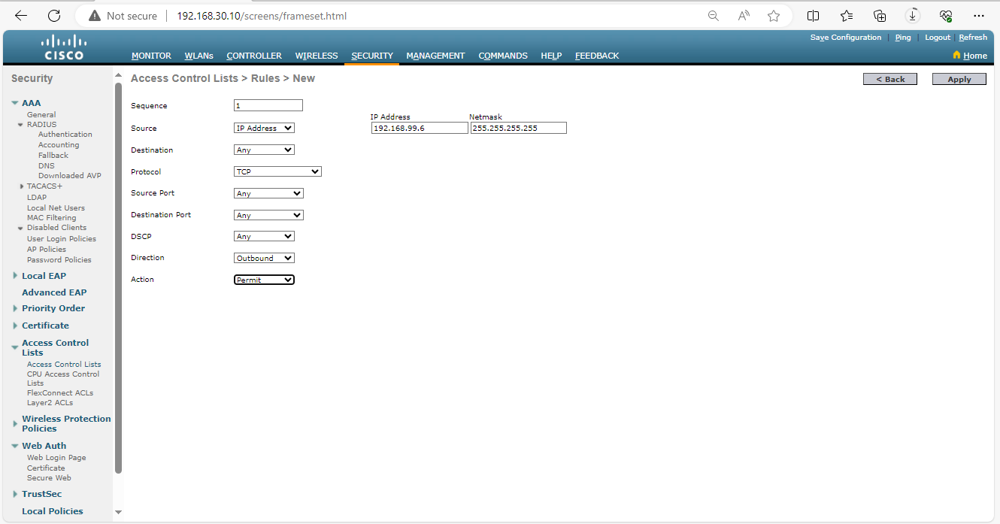 Not secure 192.168.30.10/screens/frameset.html
CISCO
Save Configuration Ping Logout Refresh
MONITOR WLANs CONTROLLER WIRELESS SECURITY MANAGEMENT COMMANDS HELP FEEDBACK
Home
Security
AAA
General
RADIUS
Authentication
Accounting
Fallback
DNS
Downloaded AVP
TACACS+
LDAP
Local Net Users
MAC Filtering
Disabled Clients
User Login Policies
AP Policies
Password Policies
Local EAP
Advanced EAP
Priority Order
Certificate
Access Control
Lists
Access Control Lists
CPU Access Control
Lists
FlexConnect ACLs
Layer2 ACLs
Wireless Protection
Policies
Web Auth
Web Login Page
Certificate
Secure Web
TrustSec
Local Policies
Access Control Lists > Rules > New
< Back Apply
Sequence 1
IP Address Netmask
Source IP Address 192.168.99.6 255.255.255.255
Destination Any
Protocol TCP
Source Port Any
Destination Port Any
DSCP Any
Direction Outbound
Action Permit